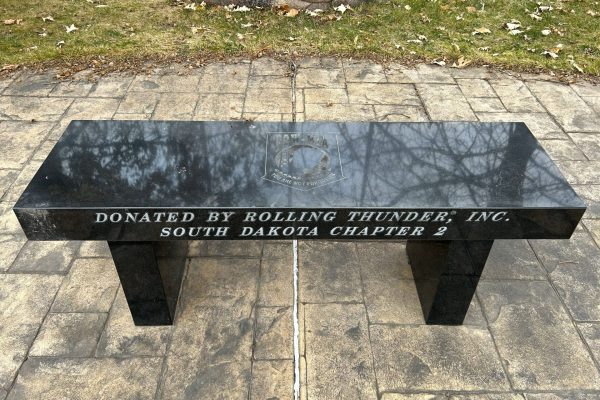 DONATED BY ROLLING THUNDER® INC.
SOUTH DAKOTA CHAPTER 2